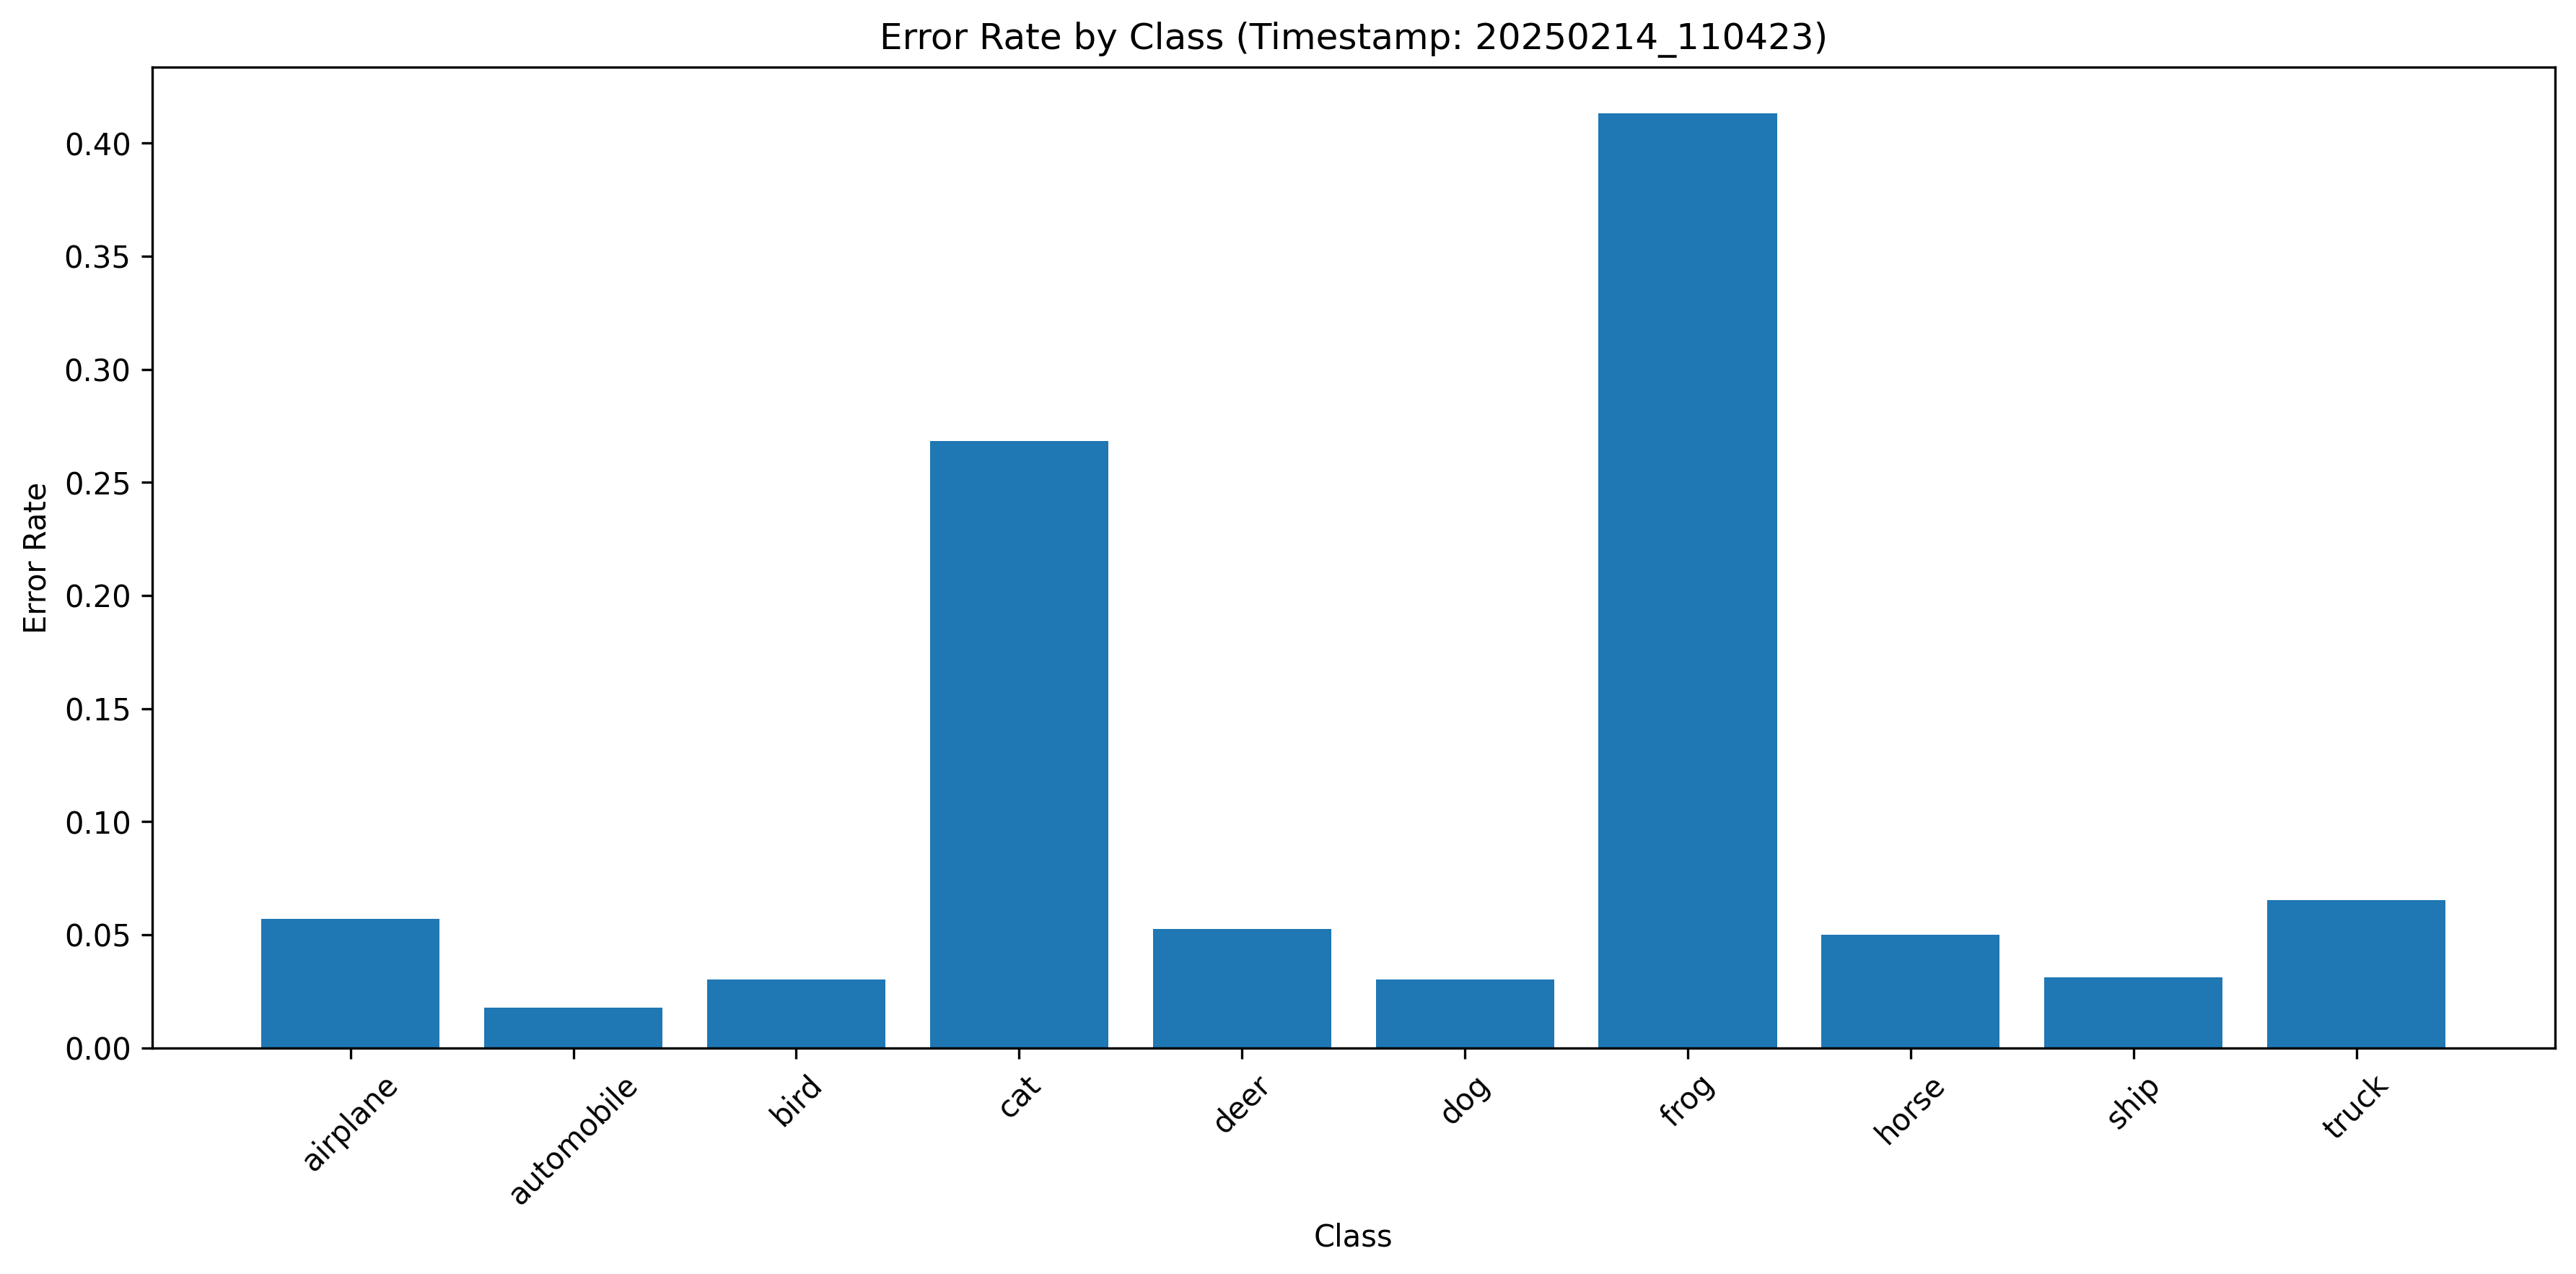 Error Rate by Class (Timestamp: 20250214_110423)
Error Rate
0.40
0.35
0.30
0.25
0.20
0.15
0.10
0.05
0.00
airplane
automobile
bird
cat
deer
dog
frog
horse
ship
truck
Class